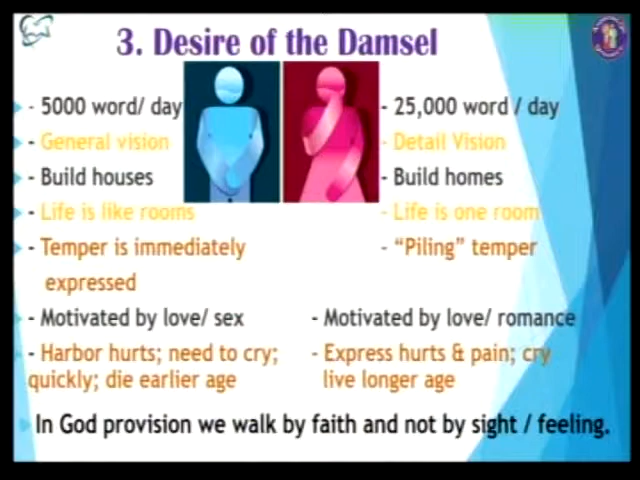 3. Desire of the Damsel
- 5000 word/ day - 25,000 word / day
- General vision - Detail Vision
- Build houses - Build homes
- Life is like rooms - Life is one room
- Temper is immediately - "Piling" temper
expressed
- Motivated by love/ sex - Motivated by love/ romance
- Harbor hurts; need to cry; - Express hurts & pain; cry
quickly; die earlier age live longer age
In God provision we walk by faith and not by sight / feeling.